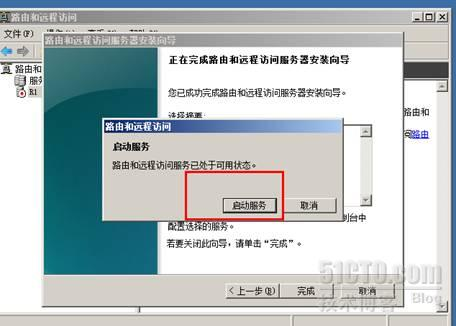 路由和远程访问
文件(F)
路由和远程访问服务器安装向导
路由和
服务
R1
正在完成路由和远程访问服务器安装向导
您已成功完成路由和远程访问服务器安装向导。
选择摘要:
路由和
路由
路由和远程访问
启动服务
路由和远程访问服务已处于可用状态。
启动服务
取消
到台中
配置选择的服务。
若要关闭此向导，请单击“完成”。
<上一步(B)
完成
取消
51CTO.com
技术博客
Blog